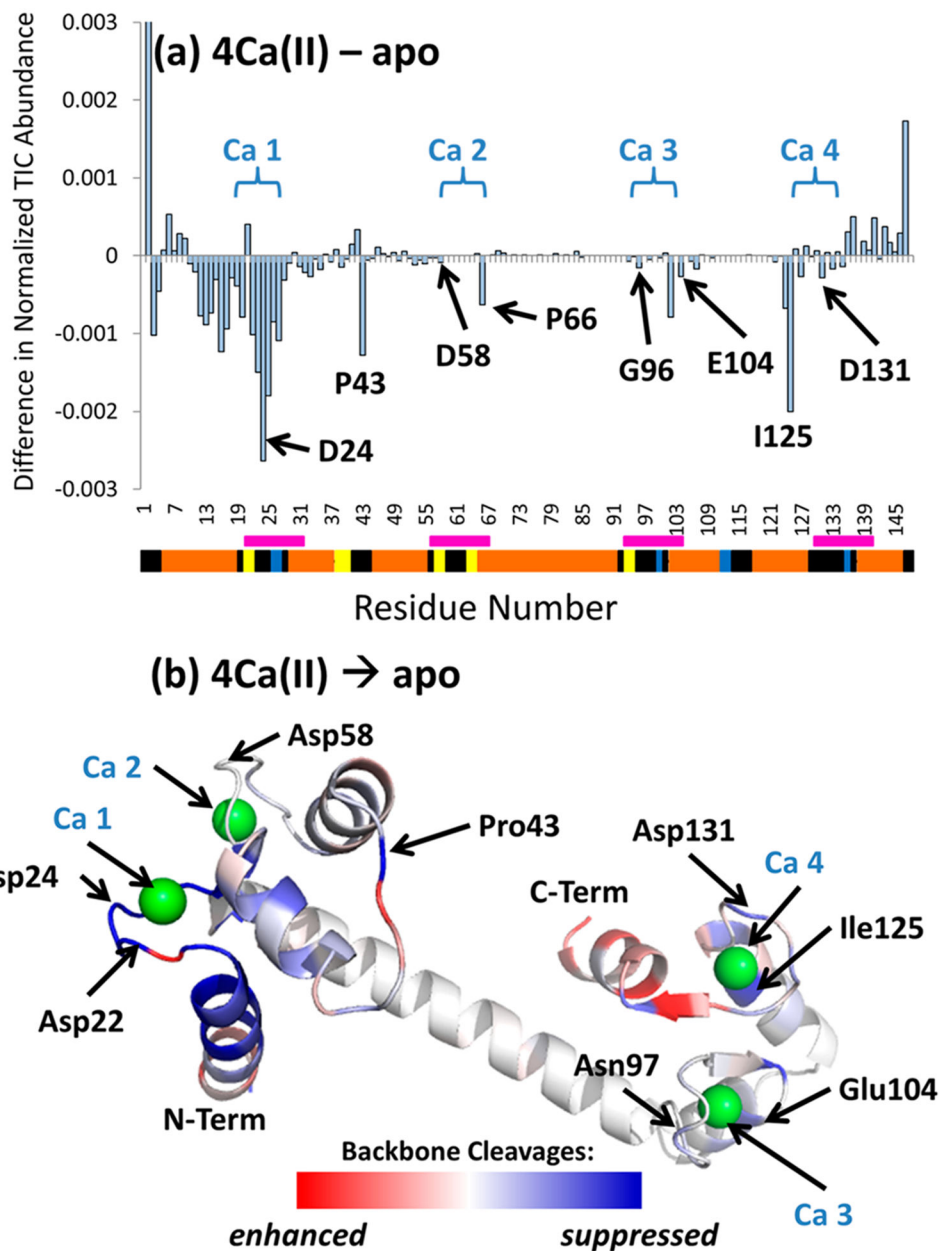 (a) 4Ca(II) – apo
Difference in Normalized TIC Abundance
0.003
0.002
0.001
0
-0.001
-0.002
-0.003
Ca 1
Ca 2
Ca 3
Ca 4
D24
P43
D58
P66
G96
E104
I125
D131
1 7 13 19 25 31 37 43 49 55 61 67 73 79 85 91 97 103 109 115 121 127 133 139 145
Residue Number
(b) 4Ca(II) → apo
Asp58
Ca 2
Ca 1
Pro43
sp24
Asp22
N-Term
Asp131
Ca 4
C-Term
Ile125
Asn97
Glu104
Ca 3
Backbone Cleavages:
enhanced suppressed